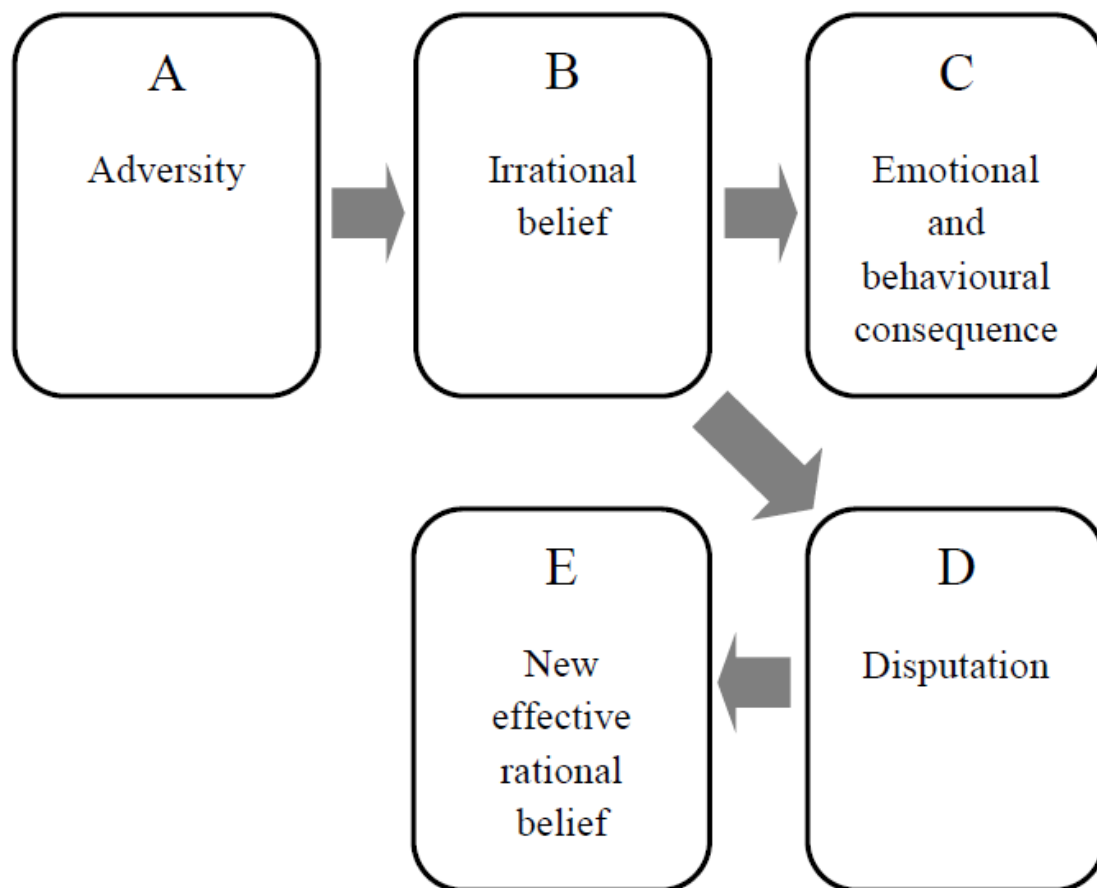 A
Adversity
B
Irrational
belief
C
Emotional
and
behavioural
consequence
E
New
effective
rational
belief
D
Disputation